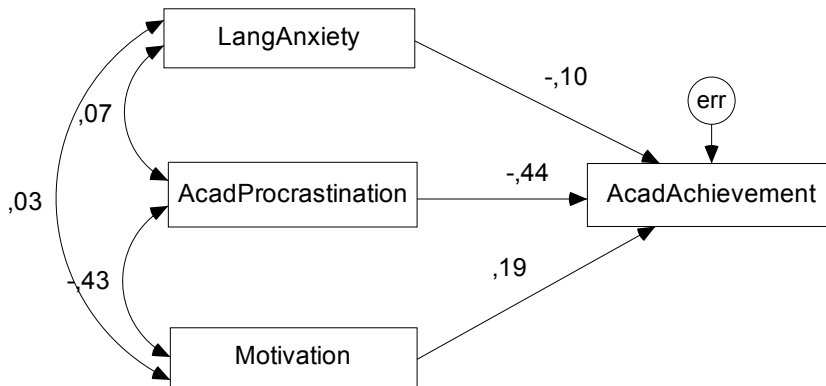 LangAnxiety
-,10
err
,07
AcadProcrastination
-,44
AcadAchievement
,03
-,43
,19
Motivation